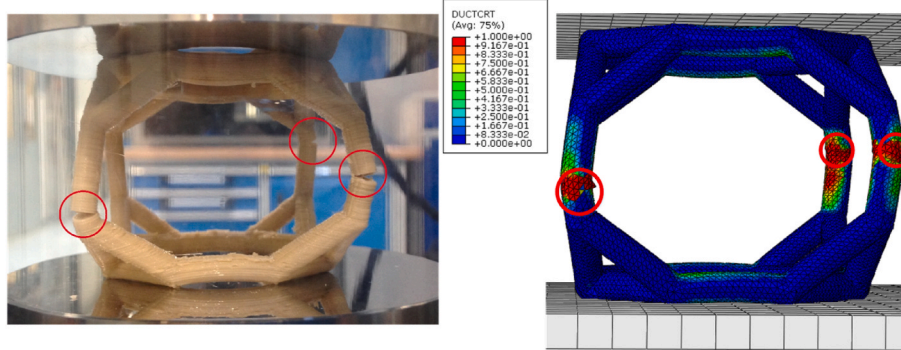 DUCTCRT
(Avg: 75%)
+1.000e+00
+9.167e-01
+8.333e-01
+7.500e-01
+6.667e-01
+5.833e-01
+5.000e-01
+4.167e-01
+3.333e-01
+2.500e-01
+1.667e-01
+8.333e-02
+0.000e+00